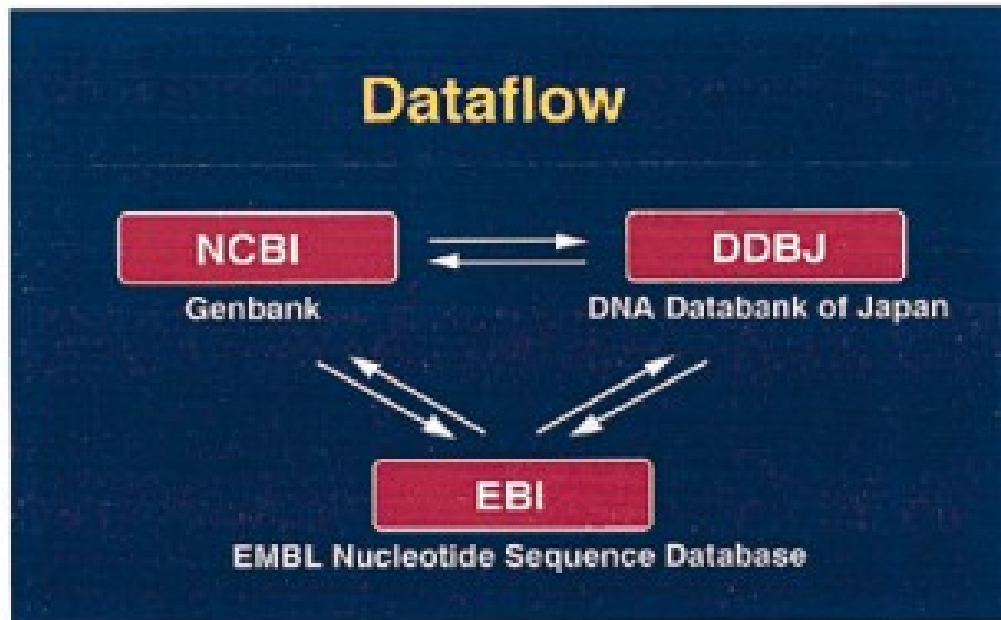 Dataflow
NCBI
DDBJ
Genbank
DNA Databank of Japan
EBI
EMBL Nucleotide Sequence Database